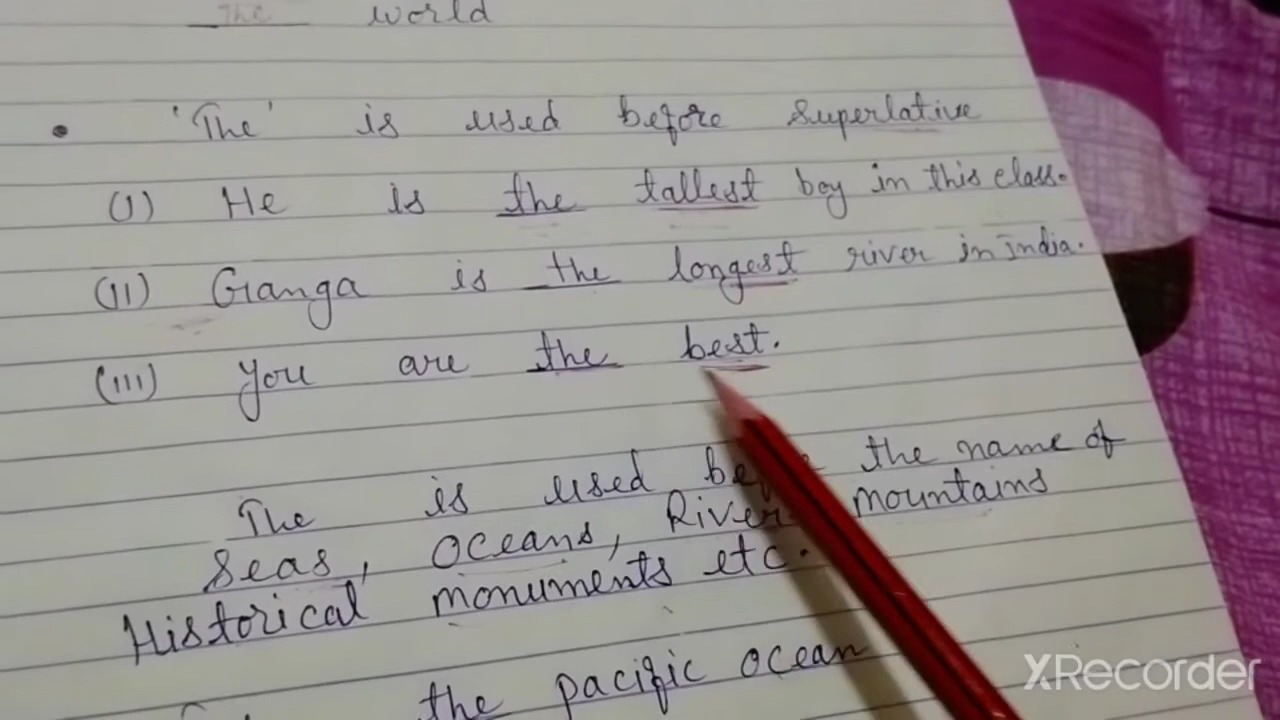 The world
• 'The' is used before superlative
(I) He is the tallest boy in this class.
(II) Ganga is the longest river in india.
(III) you are the best.
The is used the name of
seas, oceans, River mountains
Historical monuments etc.
the pacific ocean
XRecorder